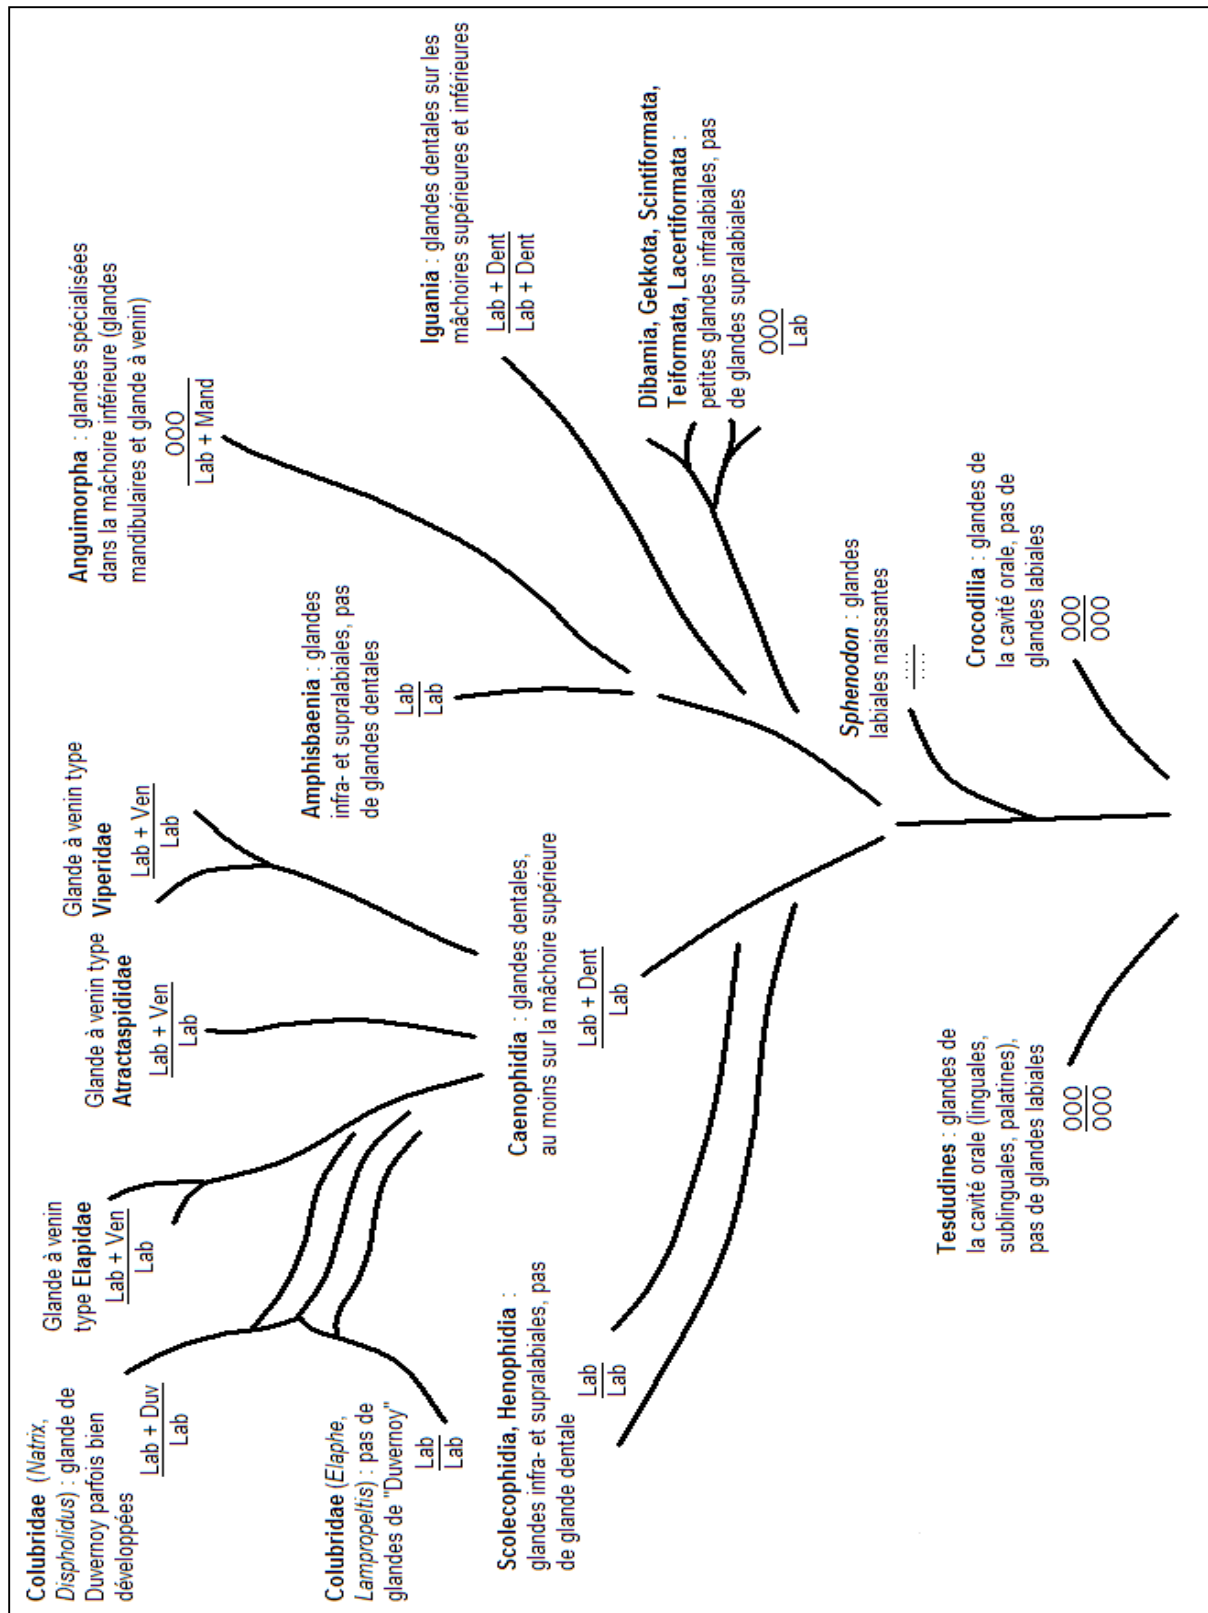 Colubridae (Natrix,
Dispholidus) : glande de
Duvernoy parfois bien
développées
Lab + Duv
Lab
Glande à venin
type Elapidae
Lab + Ven
Lab
Glande à venin type
Atractaspididae
Lab + Ven
Lab
Glande à venin type
Viperidae
Lab + Ven
Lab
Anguimorpha : glandes spécialisées
dans la mâchoire inférieure (glandes
mandibulaires et glande à venin)
OOO
Lab + Mand
Colubridae (Elaphe,
Lampropeltis) : pas de
glandes de "Duvernoy"
Lab
Lab
Amphisbaenia : glandes
infra- et supralabiales, pas
de glandes dentales
Lab
Lab
Iguania : glandes dentales sur les
mâchoires supérieures et inférieures
Lab + Dent
Lab + Dent
Scolecophidia, Henophidia :
glandes infra- et supralabiales, pas
de glande dentale
Lab
Lab
Caenophidia : glandes dentales,
au moins sur la mâchoire supérieure
Lab + Dent
Lab
Dibamia, Gekkota, Scintiformata,
Teiformata, Lacertiformata :
petites glandes infralabiales, pas
de glandes supralabiales
OOO
Lab
Sphenodon : glandes
labiales naissantes
.....
.....
Tesdudines : glandes de
la cavité orale (linguales,
sublinguales, palatines),
pas de glandes labiales
OOO
OOO
Crocodilia : glandes de
la cavité orale, pas de
glandes labiales
OOO
OOO